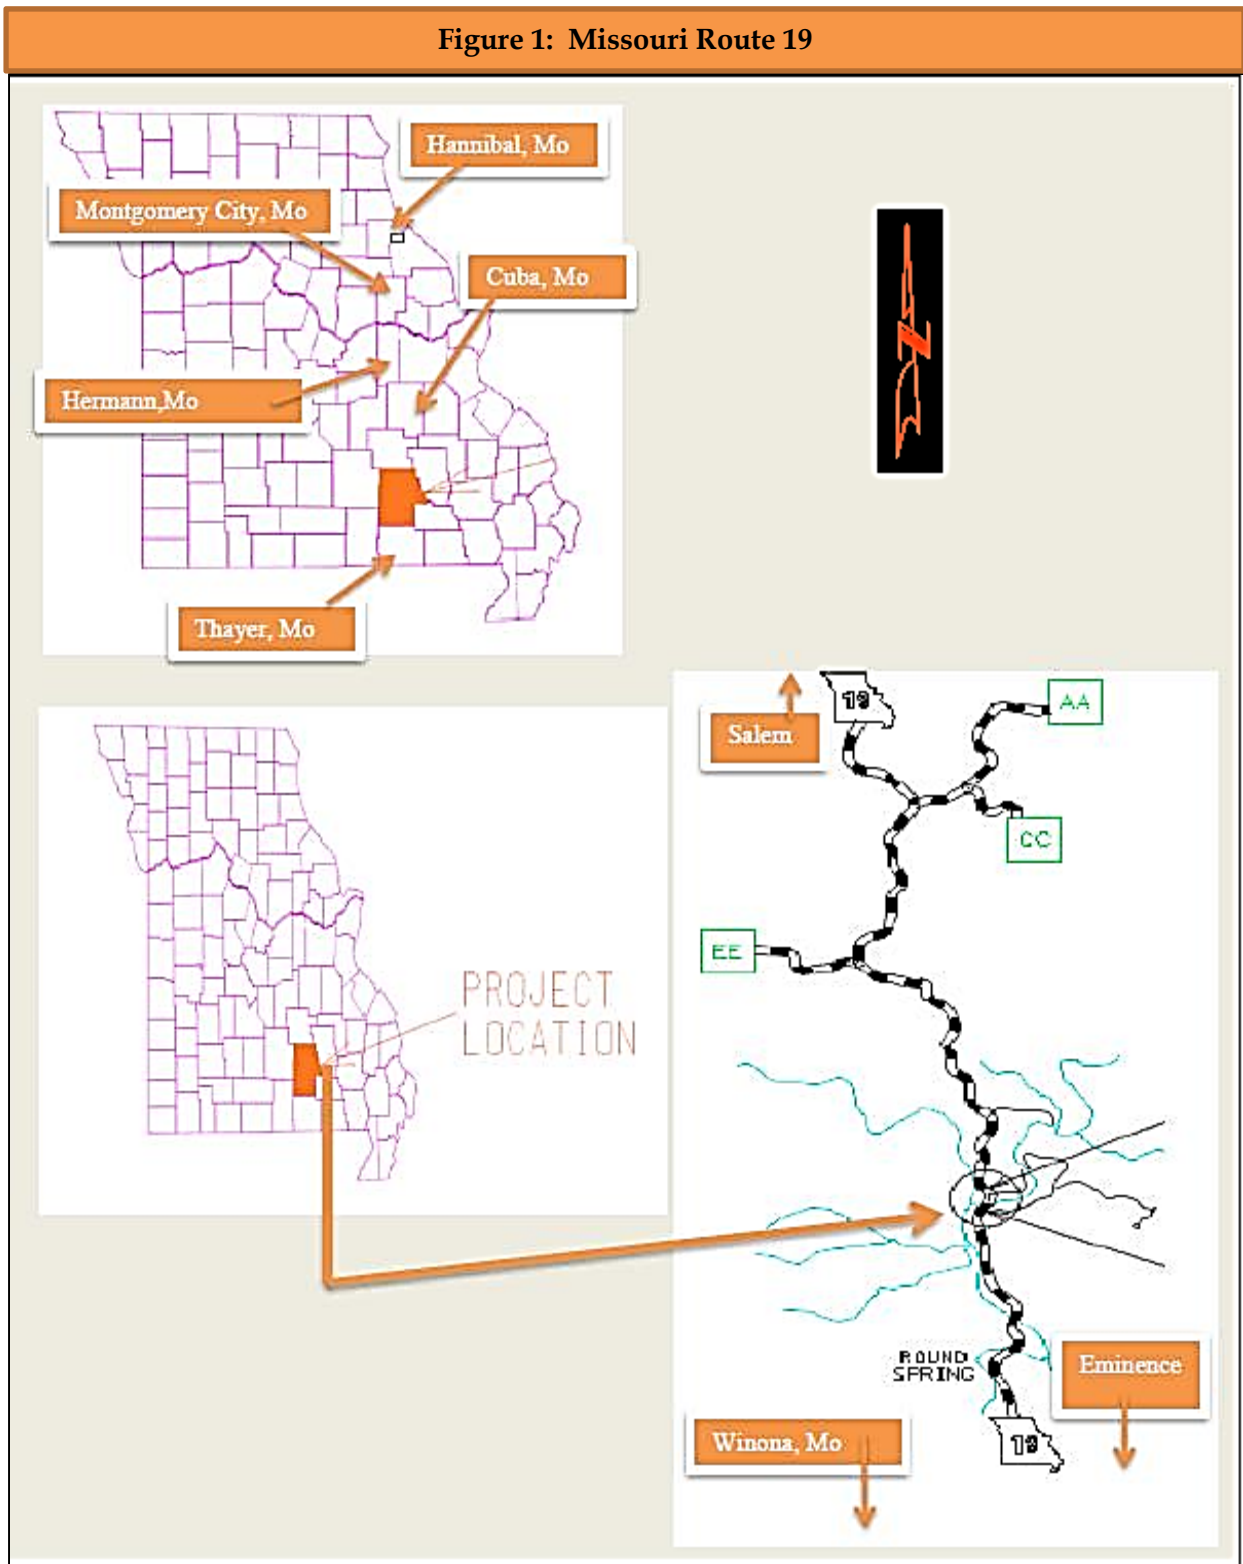 Figure 1:  Missouri Route 19
Hannibal, Mo
Montgomery City, Mo
Cuba, Mo
Hermann,Mo
Thayer, Mo
N
PROJECT
LOCATION
19
Salem
AA
CC
EE
ROUND
SPRING
Eminence
Winona, Mo
19